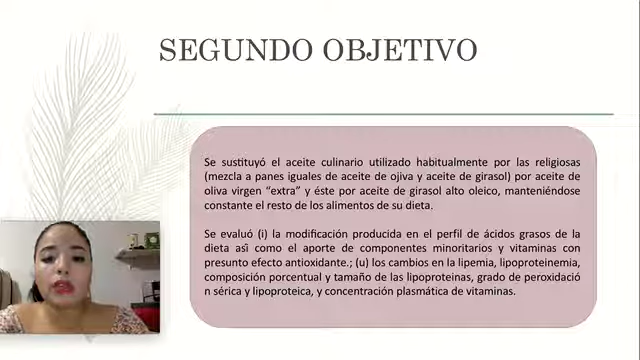 SEGUNDO OBJETIVO
Se sustituyó el aceite culinario utilizado habitualmente por las religiosas
(mezcla a panes iguales de aceite de ojiva y aceite de girasol) por aceite de
oliva virgen “extra” y éste por aceite de girasol alto oleico, manteniéndose
constante el resto de los alimentos de su dieta.
Se evaluó (i) la modificación producida en el perfil de ácidos grasos de la
dieta asì como el aporte de componentes minoritarios y vitaminas con
presunto efecto antioxidante.; (u) los cambios en la lipemia, lipoproteinemia,
composición porcentual y tamaño de las lipoproteinas, grado de peroxidació
n sérica y lipoproteica, y concentración plasmática de vitaminas.